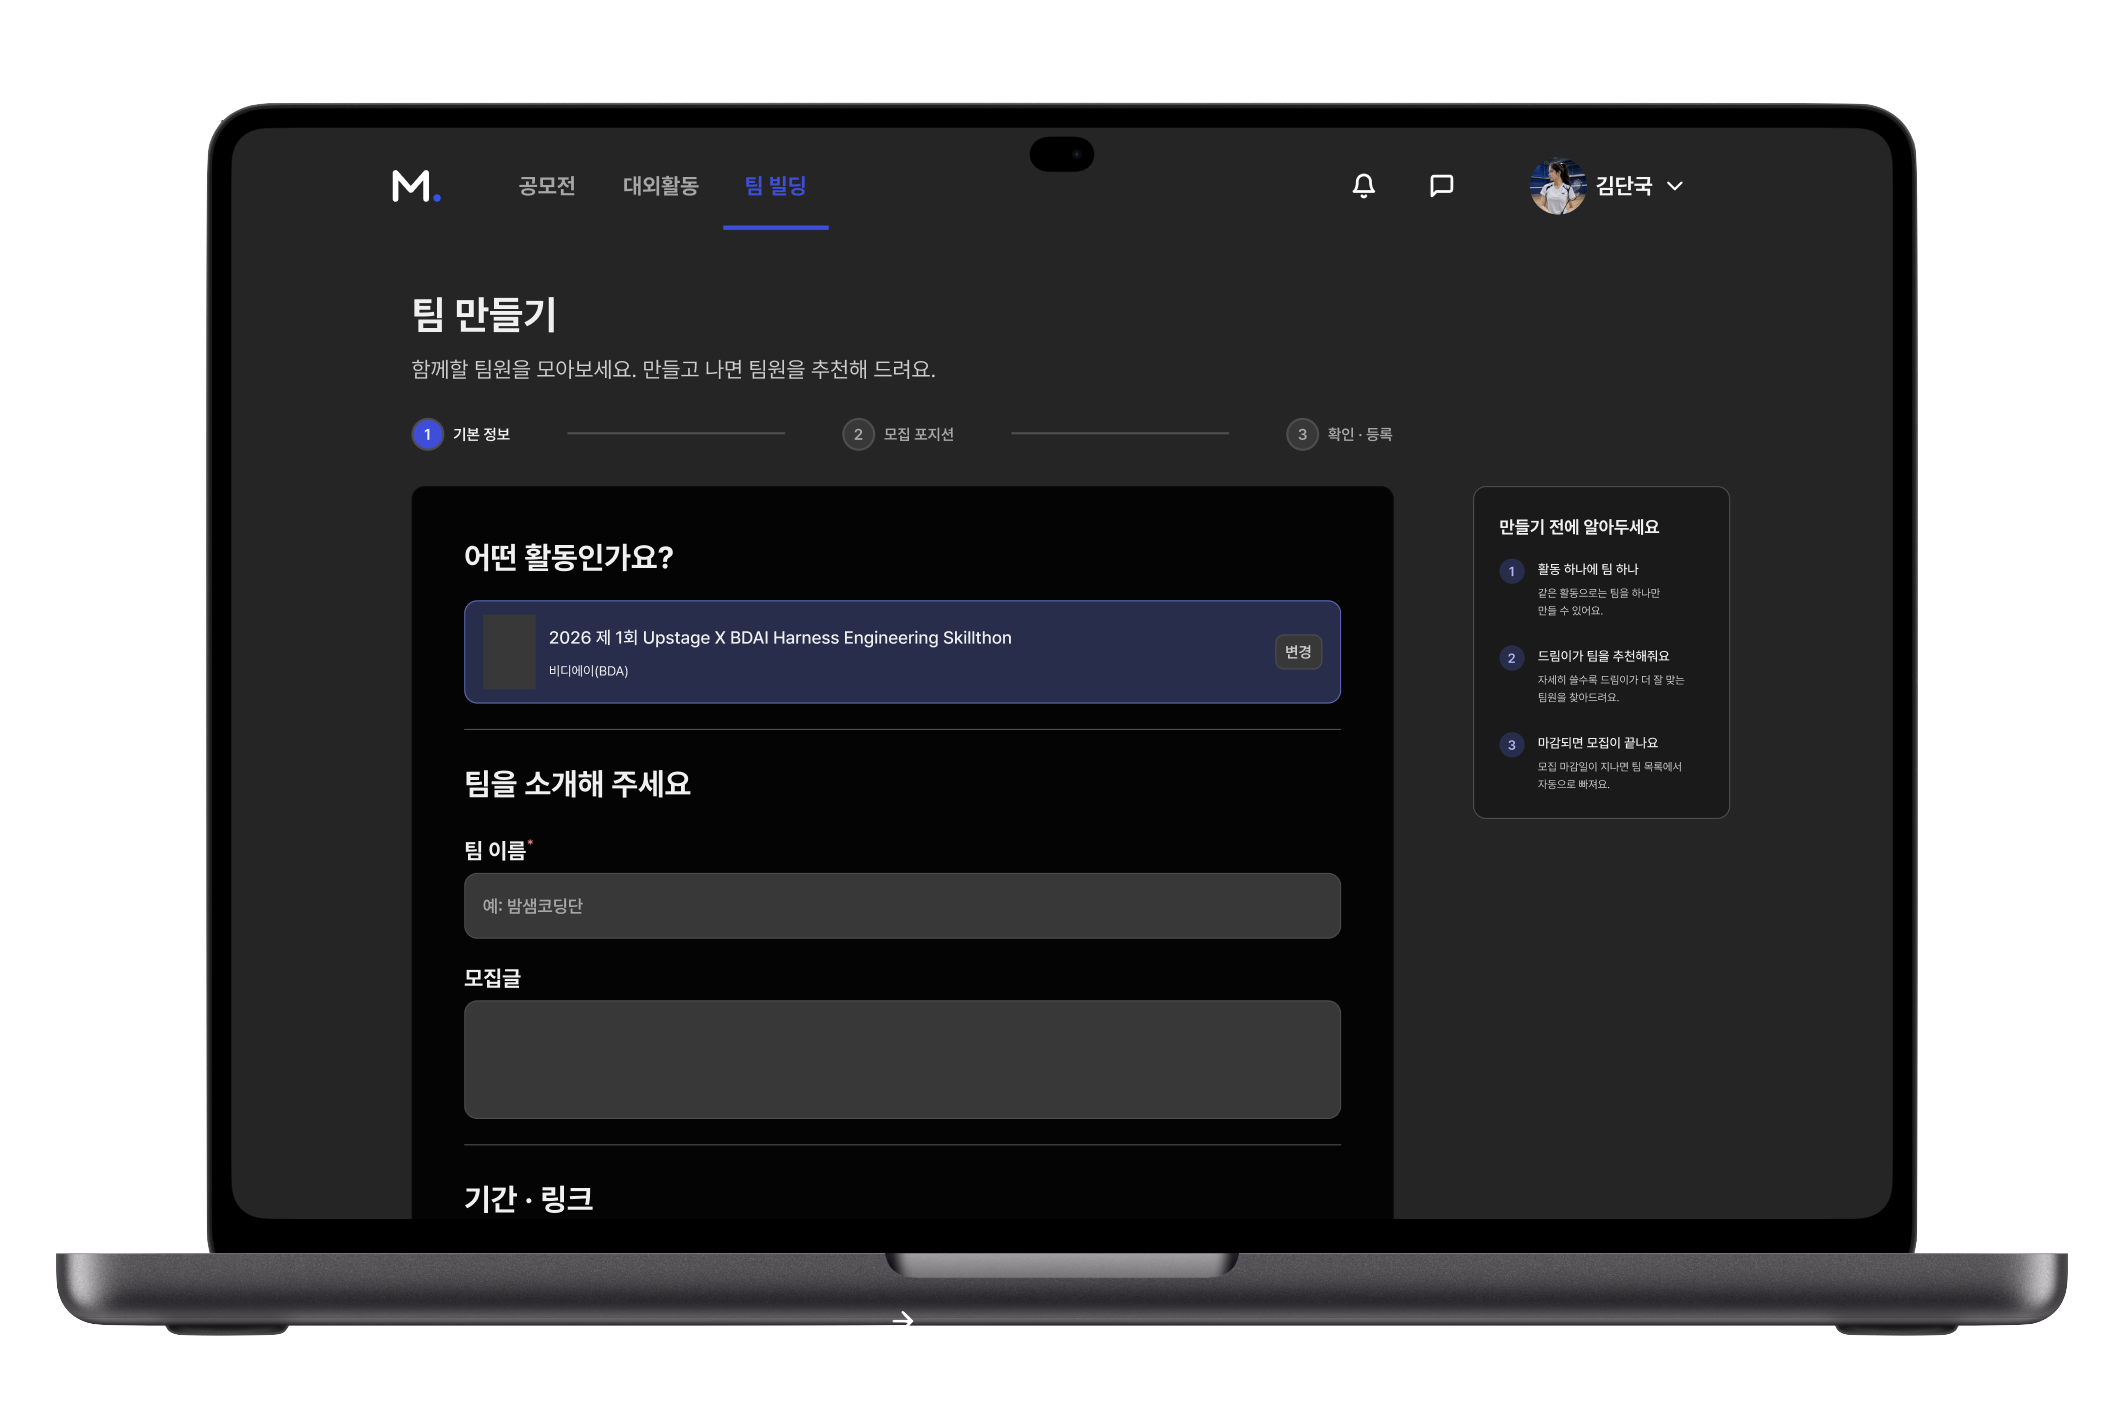 M.
공모전
대외활동
팀 빌딩
김단국
팀 만들기
함께할 팀원을 모아보세요. 만들고 나면 팀원을 추천해 드려요.
1 기본 정보
2 모집 포지션
3 확인 · 등록
어떤 활동인가요?
2026 제 1회 Upstage X BDAI Harness Engineering Skillthon
비디에이(BDA)
변경
팀을 소개해 주세요
팀 이름*
예: 밤샘코딩단
모집글
기간 · 링크
만들기 전에 알아두세요
1 활동 하나에 팀 하나
같은 활동으로는 팀을 하나만
만들 수 있어요.
2 드림이가 팀을 추천해줘요
자세히 쓸수록 드림이가 더 잘 맞는
팀원을 찾아드려요.
3 마감되면 모집이 끝나요
모집 마감일이 지나면 팀 목록에서
자동으로 빠져요.